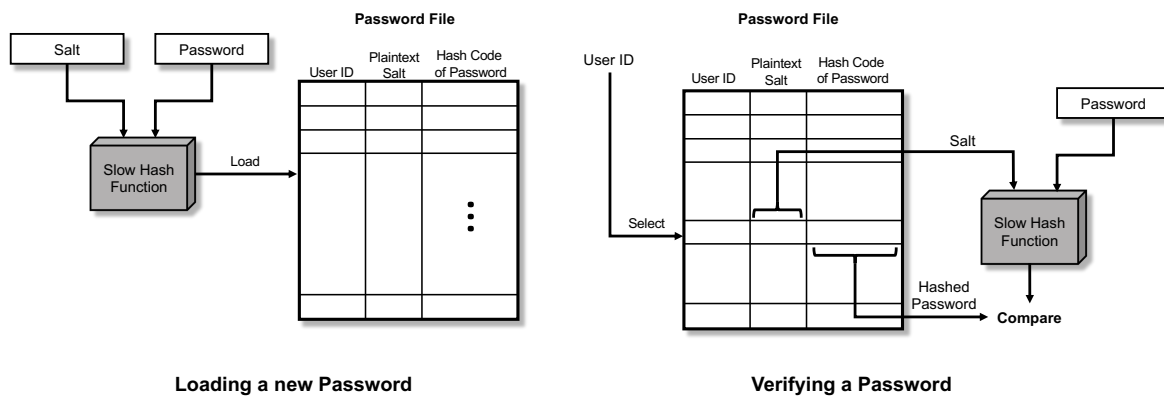 Password File
Salt
Password
User ID
Plaintext
Salt
Hash Code
of Password
Slow Hash
Function
Load
Loading a new Password
Password File
User ID
User ID
Plaintext
Salt
Hash Code
of Password
Password
Salt
Select
Slow Hash
Function
Hashed
Password
Compare
Verifying a Password